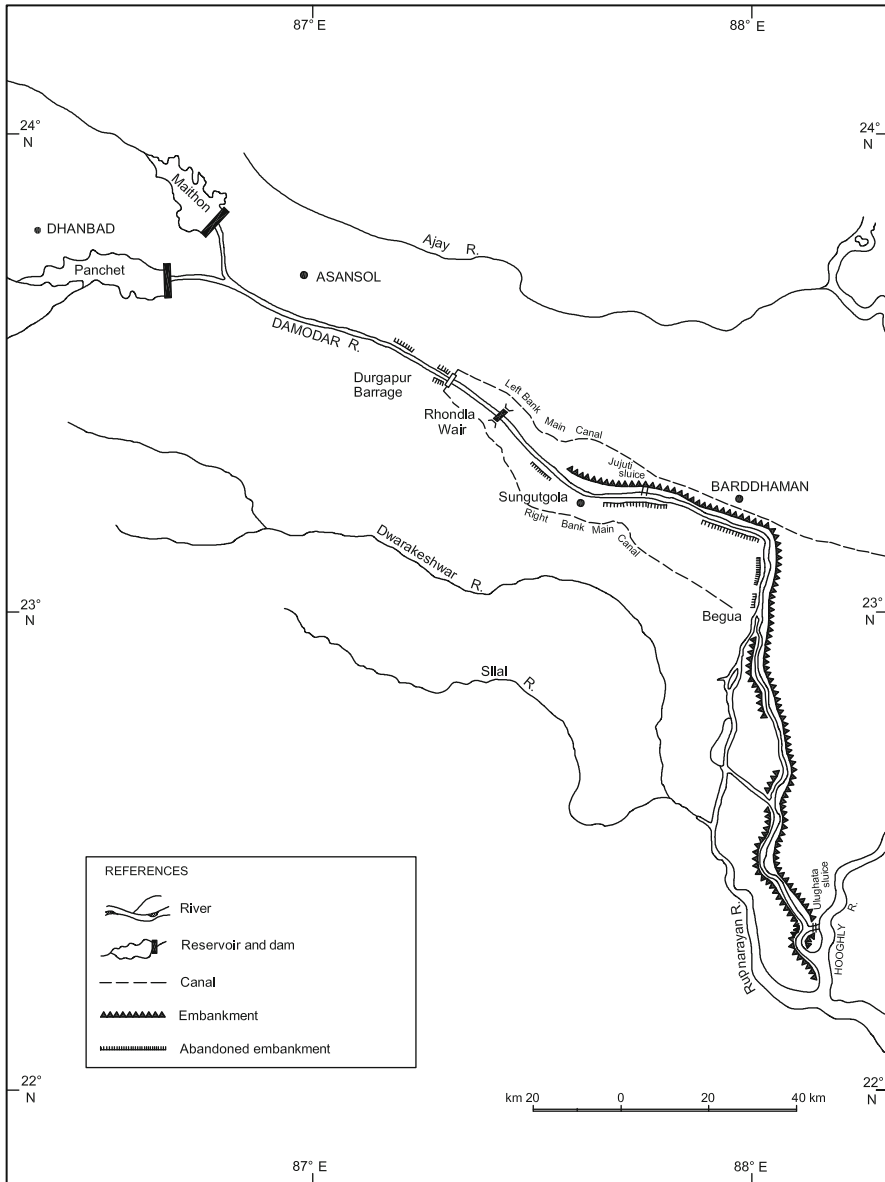 87° E
88° E
24°
N
24°
N
Maithon
DHANBAD
Ajay R.
Panchet
ASANSOL
DAMODAR R.
Durgapur
Barrage
Left Bank Main Canal
Rhondla
Wair
Jujuti
sluice
BARDDHAMAN
Sungutgola
Right Bank Main Canal
Dwarakeshwar R.
23°
N
23°
N
Begua
Sllal R.
REFERENCES
River
Reservoir and dam
Canal
Embankment
Abandoned embankment
Ulughata
sluice
Rupnarayan R.
HOOGHLY R.
22°
N
22°
N
km 20 0 20 40 km
87° E
88° E